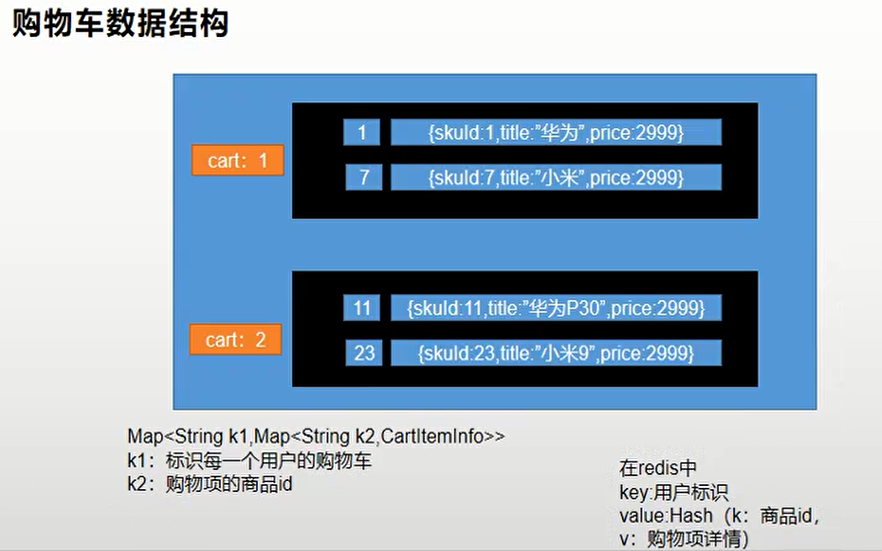 购物车数据结构
cart：1
1
{skuId:1,title:"华为",price:2999}
7
{skuId:7,title:"小米",price:2999}
cart：2
11
{skuId:11,title:"华为P30",price:2999}
23
{skuId:23,title:"小米9",price:2999}
Map<String k1,Map<String k2,CartItemInfo>>
k1：标识每一个用户的购物车
k2：购物项的商品id
在redis中
key:用户标识
value:Hash（k：商品id，
v：购物项详情）